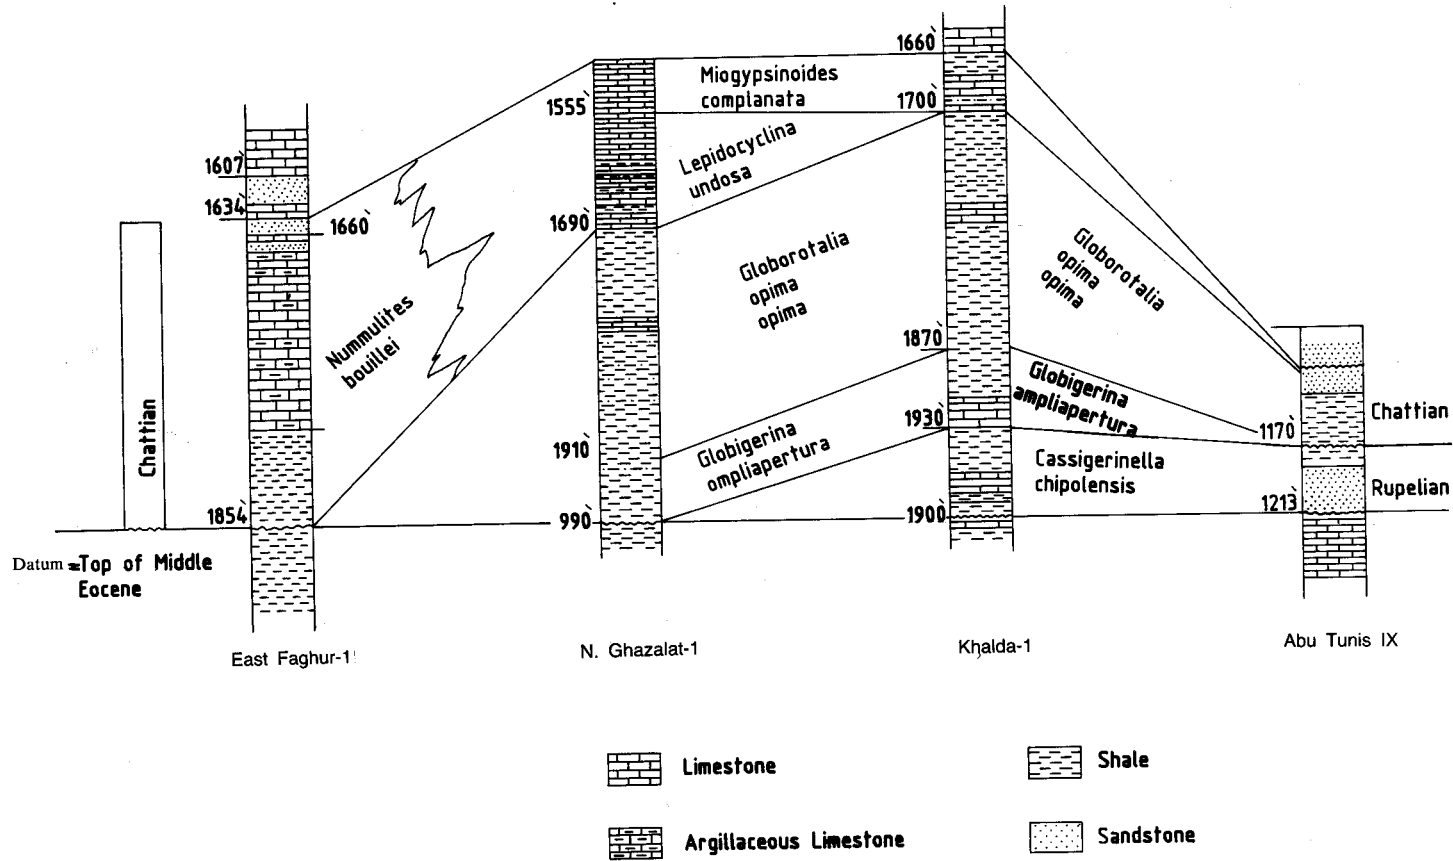 1660`
Miogypsinoides
complanata
1555`
1700`
Lepidocyclina
undosa
1607`
1634`
1660`
1690`
Globorotalia
opima
opima
Globorotalia
opima
opima
Nummulites
bouillei
1870`
Globigerina
ampliapertura
Chattian
1930`
1170`
Chattian
1910`
Globigerina
ompliapertura
Cassigerinella
chipolensis
Rupelian
1854`
990`
1900`
1213`
Datum = Top of Middle
Eocene
East Faghur-1
N. Ghazalat-1
Khalda-1
Abu Tunis IX
Limestone
Shale
Argillaceous Limestone
Sandstone